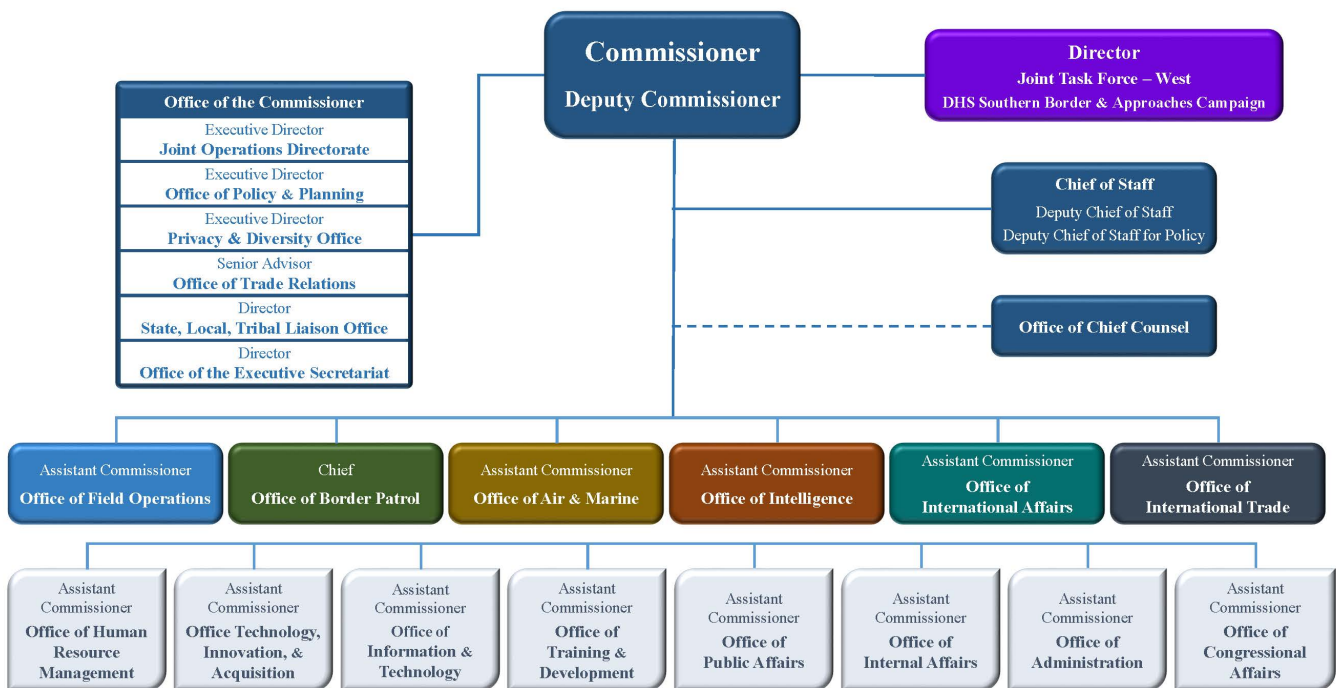 Commissioner
Deputy Commissioner
Director
Joint Task Force – West
DHS Southern Border & Approaches Campaign
Office of the Commissioner
Executive Director
Joint Operations Directorate
Executive Director
Office of Policy & Planning
Executive Director
Privacy & Diversity Office
Senior Advisor
Office of Trade Relations
Director
State, Local, Tribal Liaison Office
Director
Office of the Executive Secretariat
Chief of Staff
Deputy Chief of Staff
Deputy Chief of Staff for Policy
Office of Chief Counsel
Assistant Commissioner
Office of Field Operations
Chief
Office of Border Patrol
Assistant Commissioner
Office of Air & Marine
Assistant Commissioner
Office of Intelligence
Assistant Commissioner
Office of
International Affairs
Assistant Commissioner
Office of
International Trade
Assistant
Commissioner
Office of Human
Resource
Management
Assistant
Commissioner
Office Technology,
Innovation, &
Acquisition
Assistant
Commissioner
Office of
Information &
Technology
Assistant
Commissioner
Office of
Training &
Development
Assistant
Commissioner
Office of
Public Affairs
Assistant
Commissioner
Office of
Internal Affairs
Assistant
Commissioner
Office of
Administration
Assistant
Commissioner
Office of
Congressional
Affairs